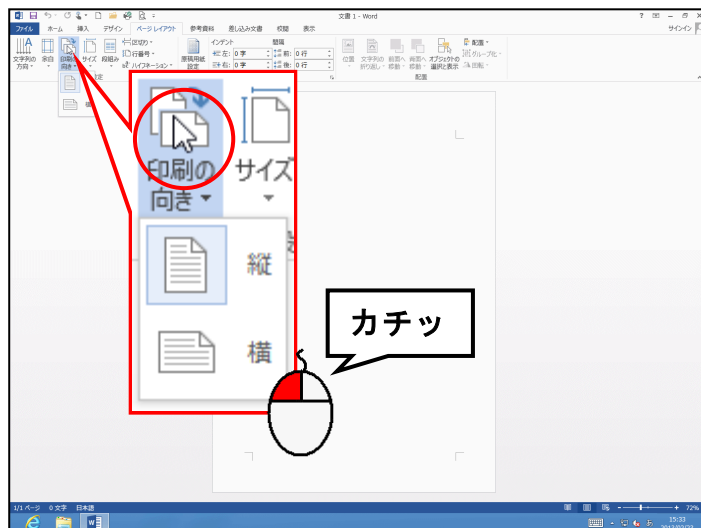 文書 1 - Word
ファイル ホーム 挿入 デザイン ページ レイアウト 参考資料 差し込み文書 校閲 表示
サインイン
文字列の方向 余白 印刷の向き サイズ 段組み
区切り
行番号
ハイフネーション
原稿用紙設定
インデント 間隔
左: 0 字 前: 0 行
右: 0 字 後: 0 行
位置 文字列の折り返し 前面へ移動 背面へ移動 オブジェクトの選択と表示
配置
グループ化
回転
配置
印刷の
向き
サイズ
縦
横
カチッ
1/1 ページ 0 文字 日本語
72%
15:33